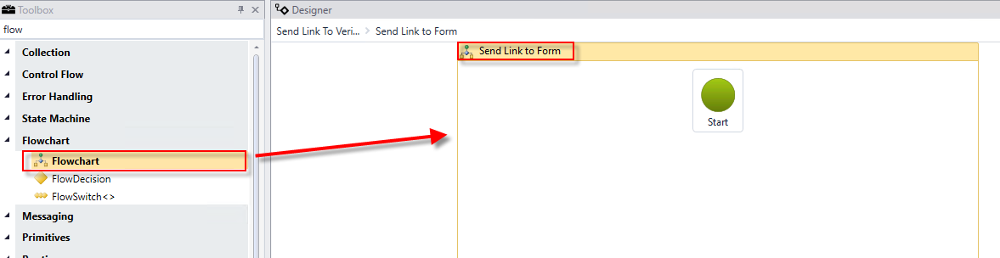 Toolbox
flow
Collection
Control Flow
Error Handling
State Machine
Flowchart
Flowchart
FlowDecision
FlowSwitch<>
Messaging
Primitives
Designer
Send Link To Veri... > Send Link to Form
Send Link to Form
Start